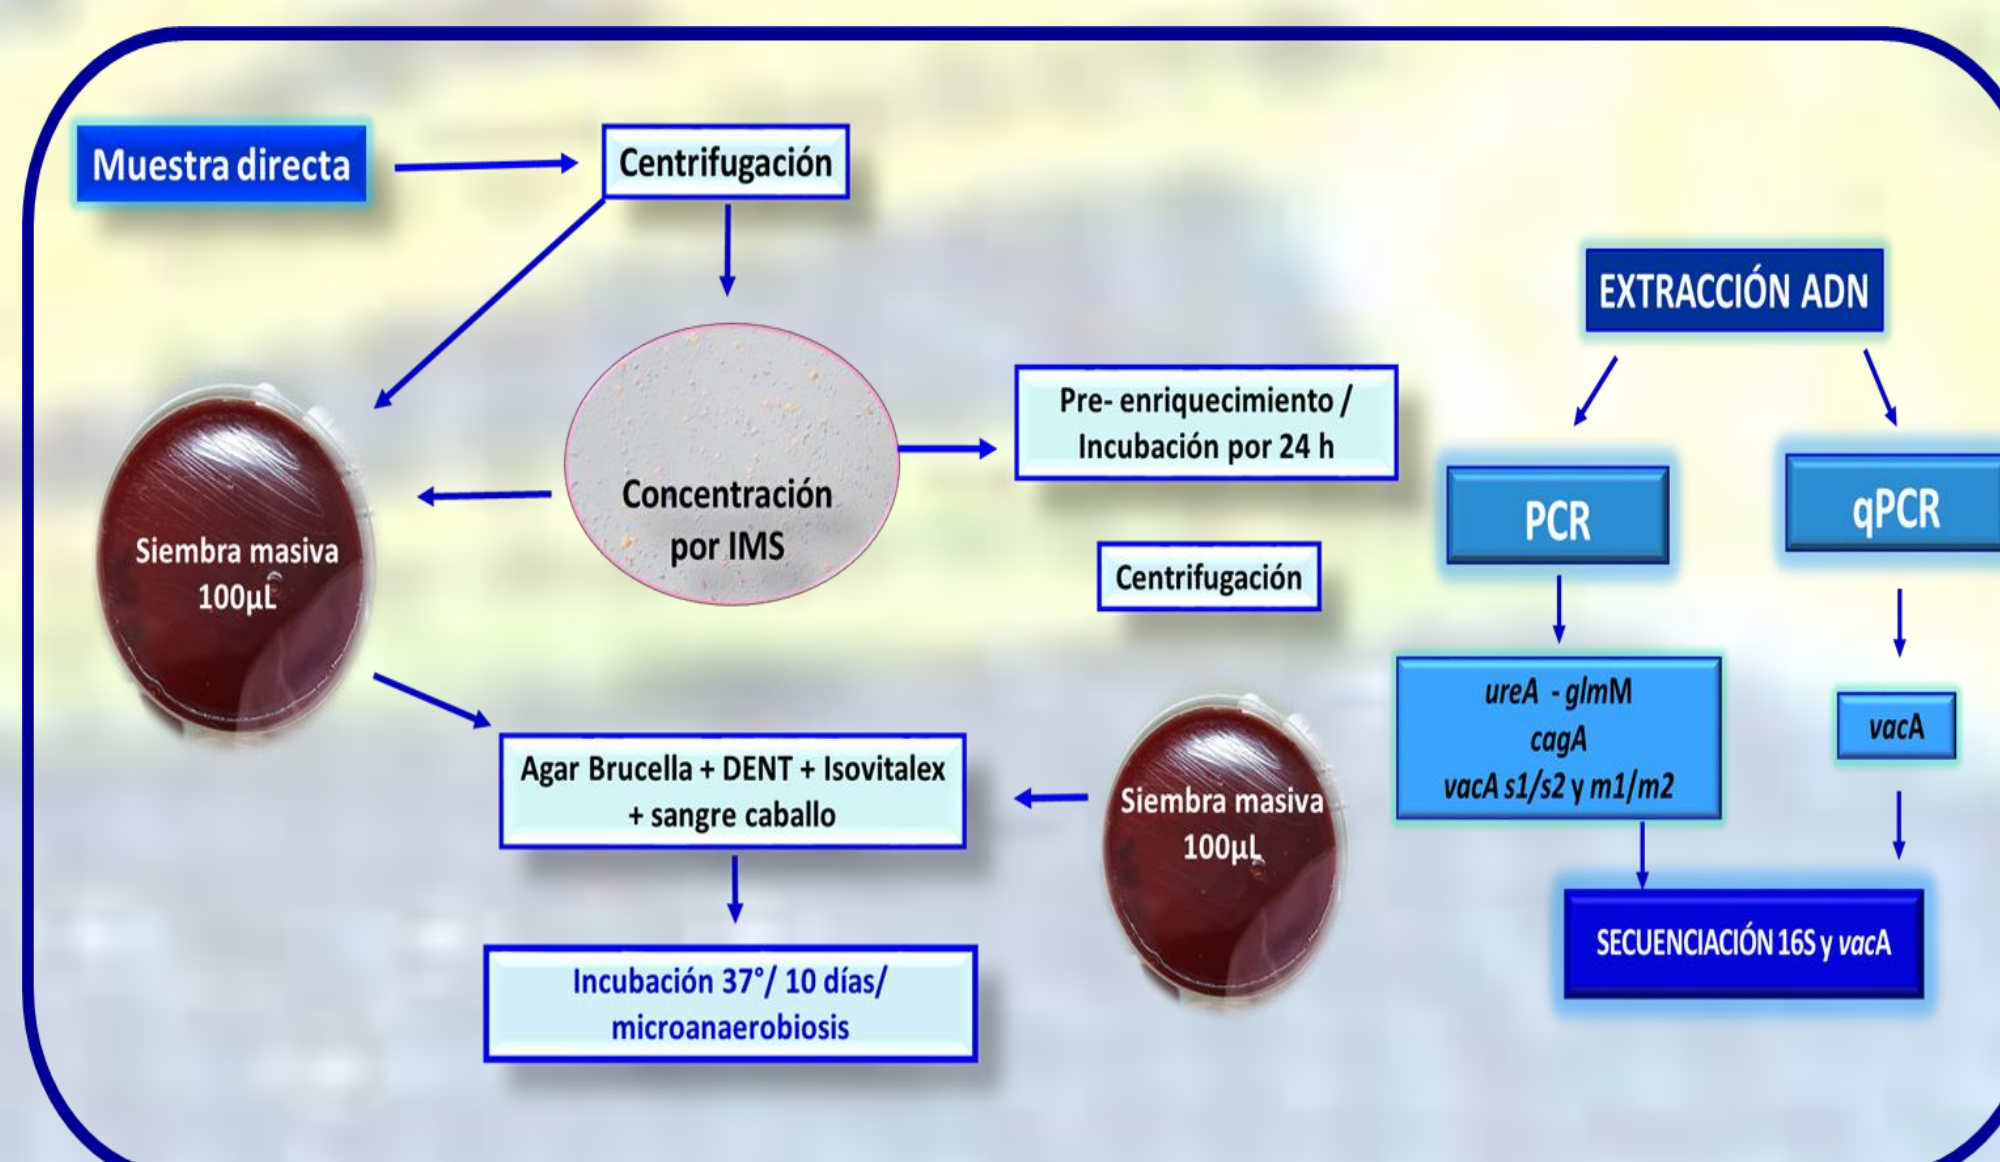 Muestra directa
Centrifugación
Siembra masiva
100µL
Concentración
por IMS
Pre- enriquecimiento /
Incubación por 24 h
Centrifugación
Siembra masiva
100µL
Agar Brucella + DENT + Isovitalex
+ sangre caballo
Incubación 37°/ 10 días/
microanaerobiosis
EXTRACCIÓN ADN
PCR
qPCR
ureA - glmM
cagA
vacA s1/s2 y m1/m2
vacA
SECUENCIACIÓN 16S y vacA